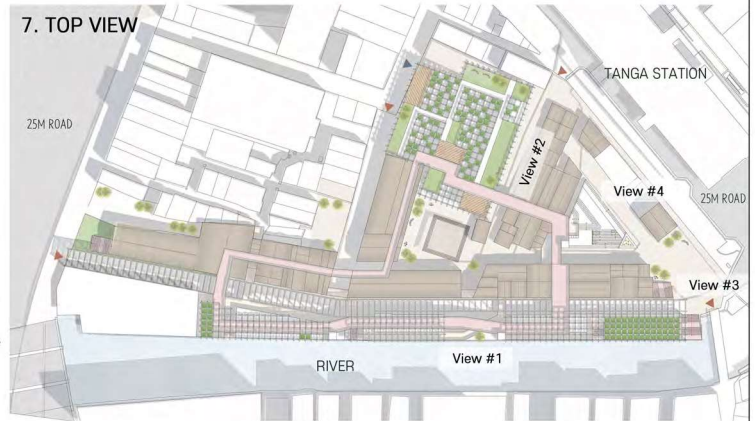 7. TOP VIEW
TANGA STATION
25M ROAD
View #2
View #4
25M ROAD
View #3
View #1
RIVER